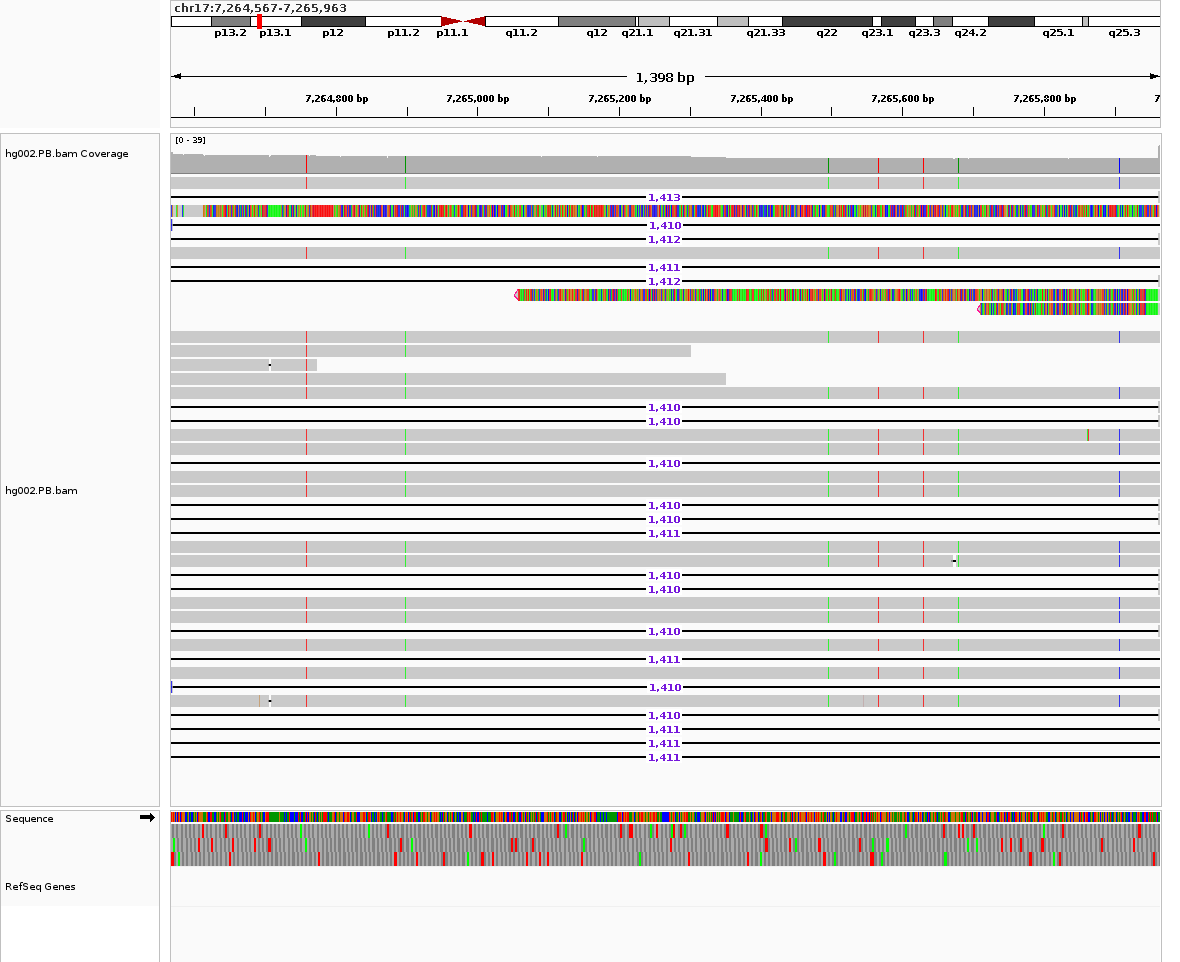 chr17:7,264,567-7,265,963
p13.2 p13.1 p12 p11.2 p11.1 q11.2 q12 q21.1 q21.31 q21.33 q22 q23.1 q23.3 q24.2 q25.1 q25.3
1,398 bp
7,264,800 bp 7,265,000 bp 7,265,200 bp 7,265,400 bp 7,265,600 bp 7,265,800 bp 7
[0 - 39]
hg002.PB.bam Coverage
1,413
1,410
1,412
1,411
1,412
1,410
1,410
1,410
hg002.PB.bam
1,410
1,410
1,411
1,410
1,410
1,410
1,411
1,410
1,410
1,411
1,411
1,411
Sequence
RefSeq Genes